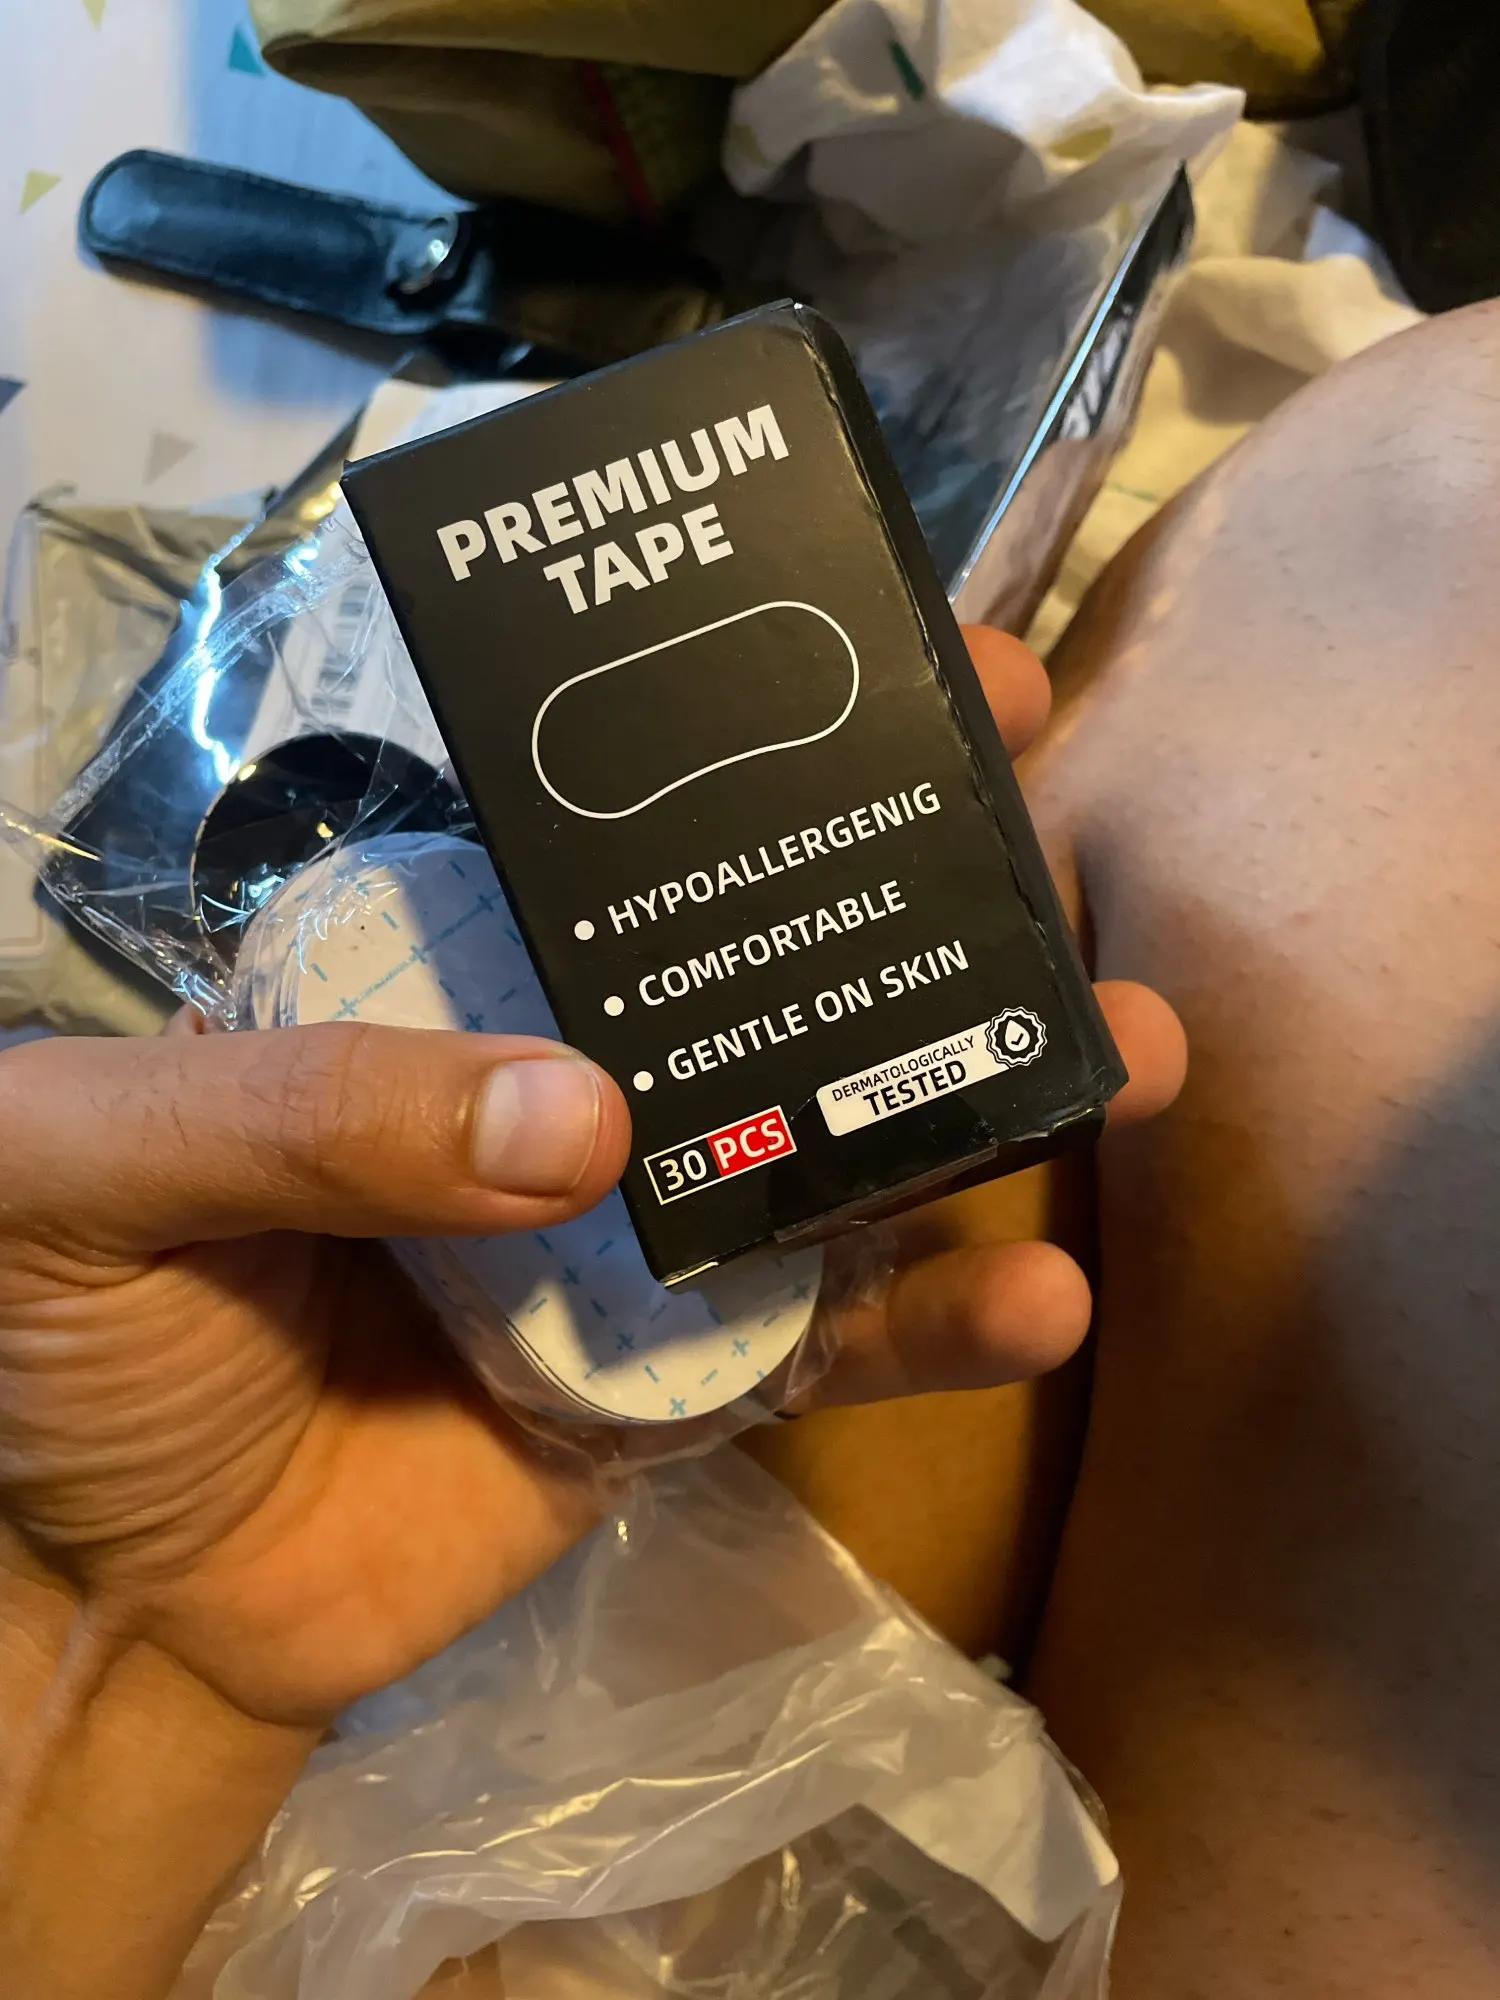 PREMIUM
TAPE
HYPOALLERGENIG
COMFORTABLE
GENTLE ON SKIN
30 PCS
DERMATOLOGICALLY
TESTED